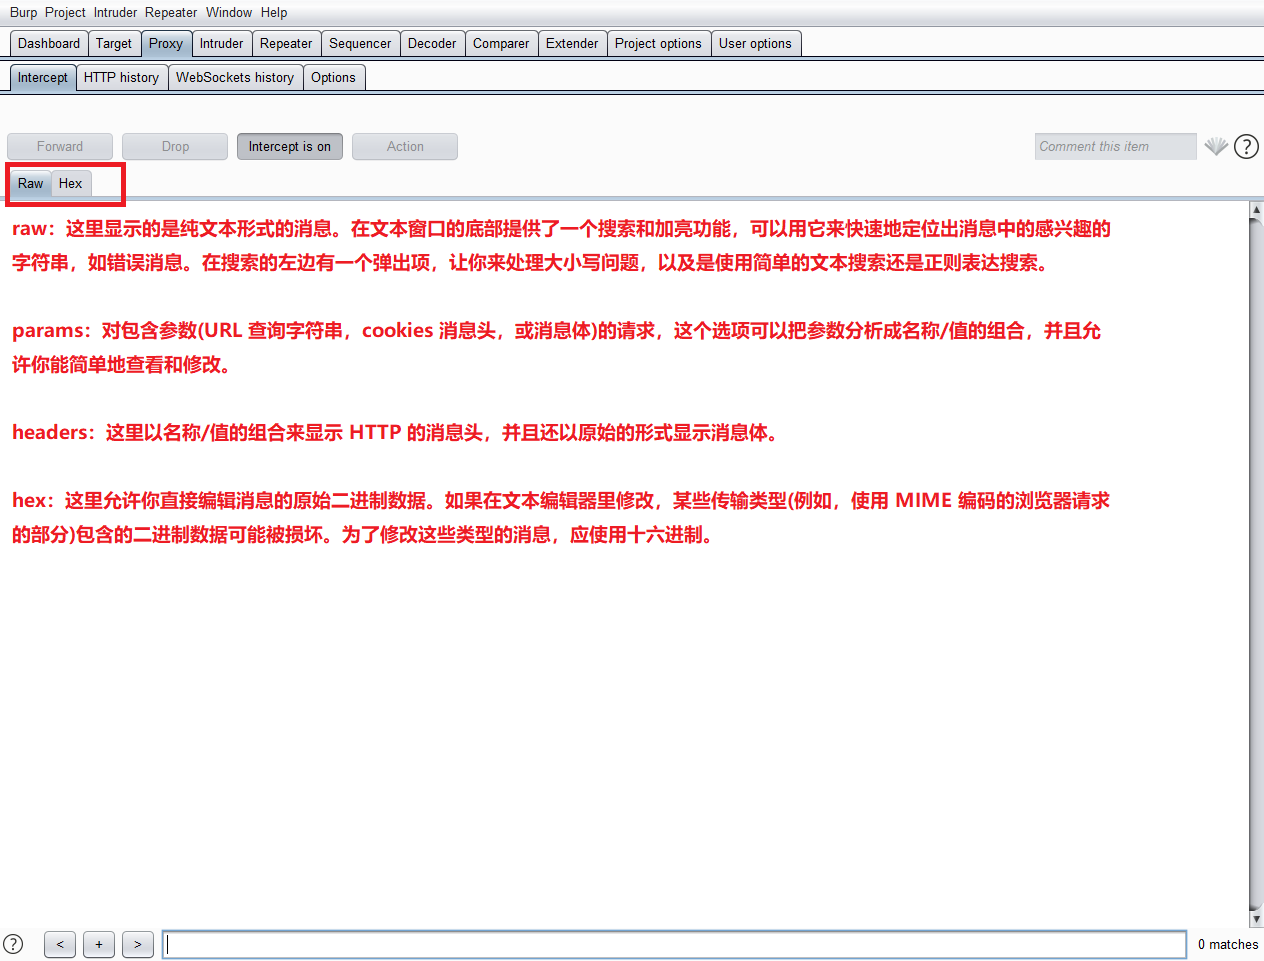 Burp Project Intruder Repeater Window Help
Dashboard Target Proxy Intruder Repeater Sequencer Decoder Comparer Extender Project options User options
Intercept HTTP history WebSockets history Options
Forward Drop Intercept is on Action Comment this item ?
Raw Hex
raw：这里显示的是纯文本形式的消息。在文本窗口的底部提供了一个搜索和加亮功能，可以用它来快速地定位出消息中的感兴趣的
字符串，如错误消息。在搜索的左边有一个弹出项，让你来处理大小写问题，以及是使用简单的文本搜索还是正则表达搜索。
params：对包含参数(URL 查询字符串，cookies 消息头，或消息体)的请求，这个选项可以把参数分析成名称/值的组合，并且允
许你能简单地查看和修改。
headers：这里以名称/值的组合来显示 HTTP 的消息头，并且还以原始的形式显示消息体。
hex：这里允许你直接编辑消息的原始二进制数据。如果在文本编辑器里修改，某些传输类型(例如，使用 MIME 编码的浏览器请求
的部分)包含的二进制数据可能被损坏。为了修改这些类型的消息，应使用十六进制。
? < + > 0 matches